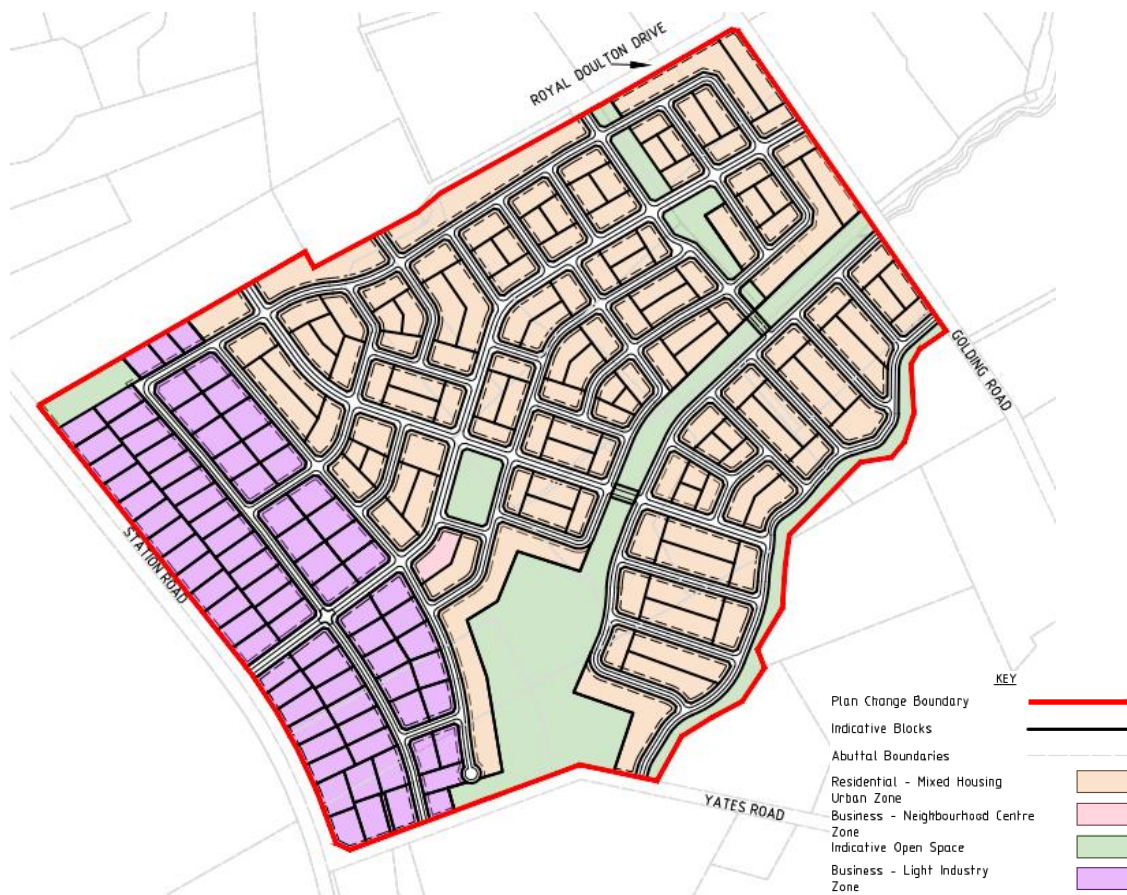 ROYAL DOULTON DRIVE
GOLDING ROAD
STATION ROAD
YATES ROAD
KEY
Plan Change Boundary
Indicative Blocks
Abuttal Boundaries
Residential - Mixed Housing
Urban Zone
Business - Neighbourhood Centre
Zone
Indicative Open Space
Business - Light Industry
Zone